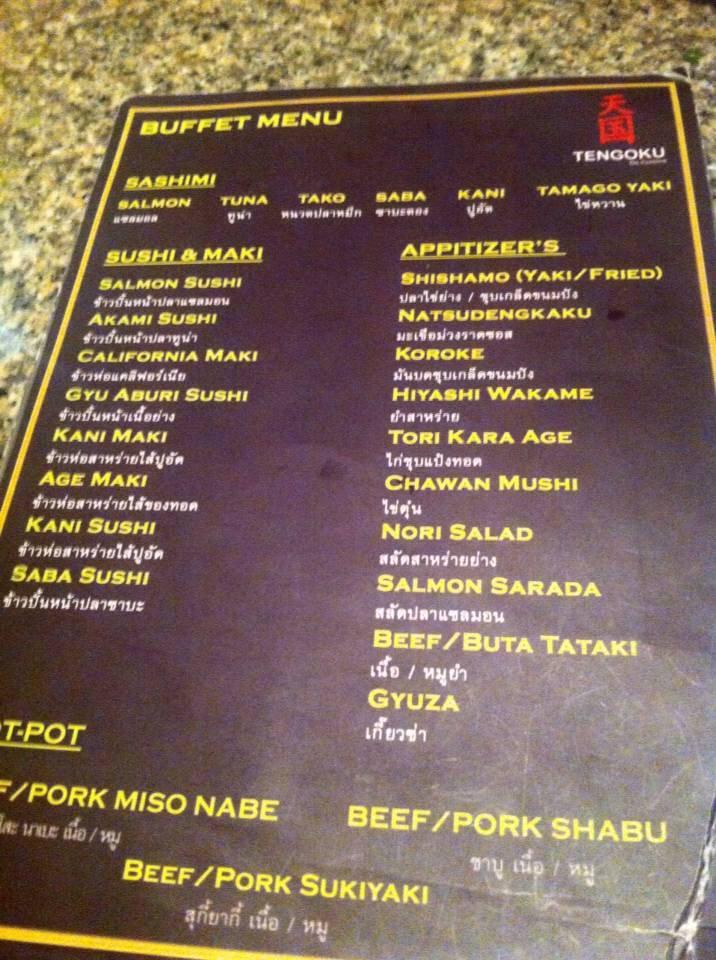 BUFFET MENU
天国
TENGOKU
SASHIMI
SALMON TUNA TAKO SABA KANI TAMAGO YAKI
แซลมอล ทูน่า หนวดปลาหมึก ซาบะดอง ปูอัด ไข่หวาน
SUSHI & MAKI
SALMON SUSHI
ข้าวปั้นหน้าปลาแซลมอน
AKAMI SUSHI
ข้าวปั้นหน้าปลาทูน่า
CALIFORNIA MAKI
ข้าวห่อแคลิฟอร์เนีย
GYU ABURI SUSHI
ข้าวปั้นหน้าเนื้อย่าง
KANI MAKI
ข้าวห่อสาหร่ายไส้ปูอัด
AGE MAKI
ข้าวห่อสาหร่ายไส้ของทอด
KANI SUSHI
ข้าวห่อสาหร่ายไส้ปูอัด
SABA SUSHI
ข้าวปั้นหน้าปลาซาบะ
APPITIZER'S
SHISHAMO (YAKI/FRIED)
ปลาไข่ย่าง / ชุบเกล็ดขนมปัง
NATSUDENGKAKU
มะเขือม่วงราดซอส
KOROKE
มันบดชุบเกล็ดขนมปัง
HIYASHI WAKAME
ยำสาหร่าย
TORI KARA AGE
ไก่ชุบแป้งทอด
CHAWAN MUSHI
ไข่ตุ๋น
NORI SALAD
สลัดสาหร่ายย่าง
SALMON SARADA
สลัดปลาแซลมอน
BEEF/BUTA TATAKI
เนื้อ / หมูยำ
GYUZA
เกี๊ยวซ่า
T-POT
F/PORK MISO NABE
โสะ นาเบะ เนื้อ / หมู
BEEF/PORK SHABU
ชาบู เนื้อ / หมู
BEEF/PORK SUKIYAKI
สุกี้ยากี้ เนื้อ / หมู